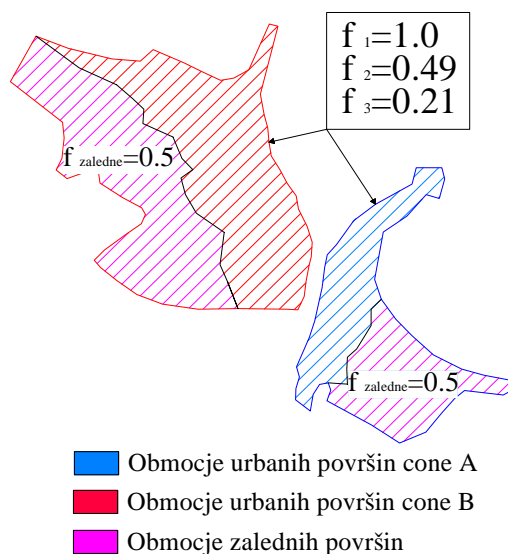 f 1=1.0
f 2=0.49
f 3=0.21
f zaledne=0.5
f zaledne=0.5
Obmocje urbanih površin cone A
Obmocje urbanih površin cone B
Obmocje zalednih površin